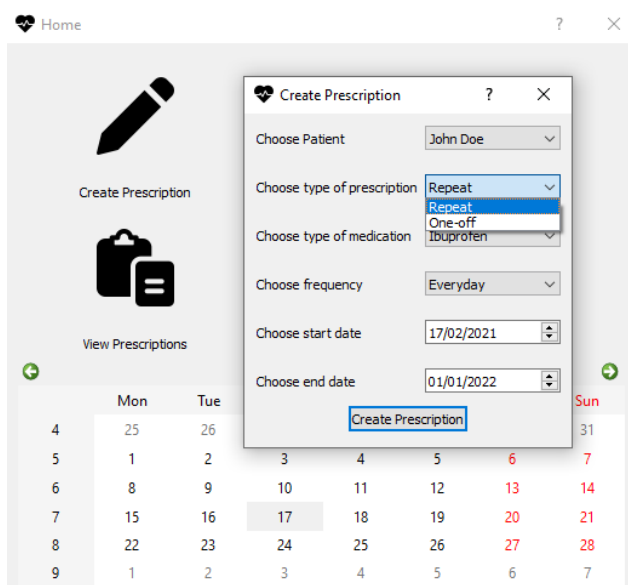 Home ?
Create Prescription ?
Choose Patient John Doe
Create Prescription
Choose type of prescription Repeat
Repeat
One-off
Choose type of medication Ibuprofen
Choose frequency Everyday
Choose start date 17/02/2021
View Prescriptions
Choose end date 01/01/2022
Create Prescription
Mon Tue Sun
4 25 26 31
5 1 2 3 4 5 6 7
6 8 9 10 11 12 13 14
7 15 16 17 18 19 20 21
8 22 23 24 25 26 27 28
9 1 2 3 4 5 6 7